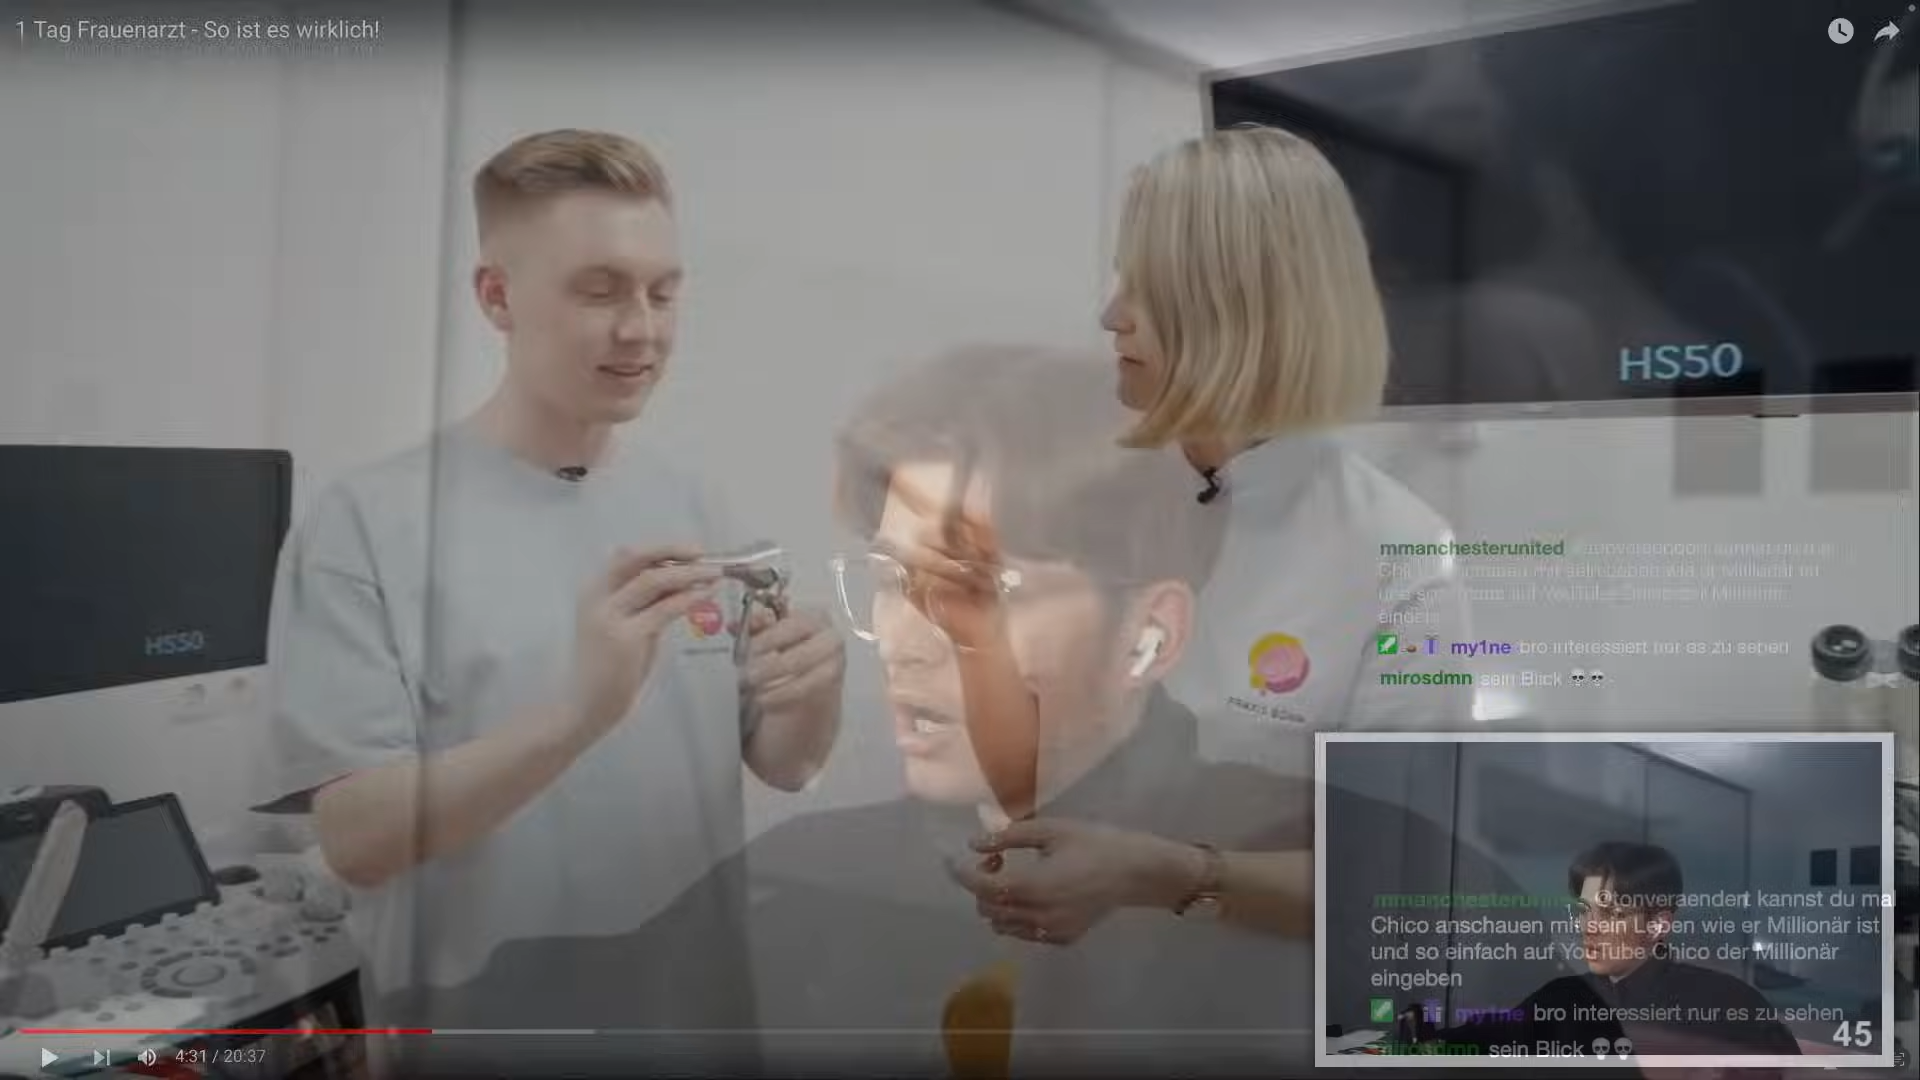 1 Tag Frauenarzt - So ist es wirklich!
HS50
HS50
mmanchesterunited
my1ne bro interessiert nur es zu sehen
mirosdmn sein Blick 💀💀
mmanchesterunited @tonveraendert kannst du mal
Chico anschauen mit sein Leben wie er Millionär ist
und so einfach auf YouTube Chico der Millionär
eingeben
my1ne bro interessiert nur es zu sehen
mirosdmn sein Blick 💀💀
45
4:31 / 20:37